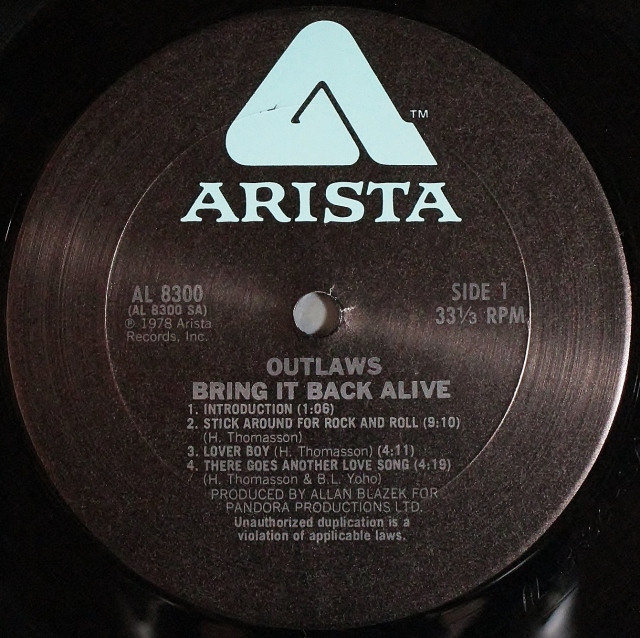 ™
ARISTA
AL 8300
(AL 8300 SA)
℗ 1978 Arista
Records, Inc.
SIDE 1
33⅓ RPM
OUTLAWS
BRING IT BACK ALIVE
1. INTRODUCTION (1:06)
2. STICK AROUND FOR ROCK AND ROLL (9:10)
(H. Thomasson)
3. LOVER BOY (H. Thomasson) (4:11)
4. THERE GOES ANOTHER LOVE SONG (4:19)
(H. Thomasson & B.L. Yoho)
PRODUCED BY ALLAN BLAZEK FOR
PANDORA PRODUCTIONS LTD.
Unauthorized duplication is a
violation of applicable laws.